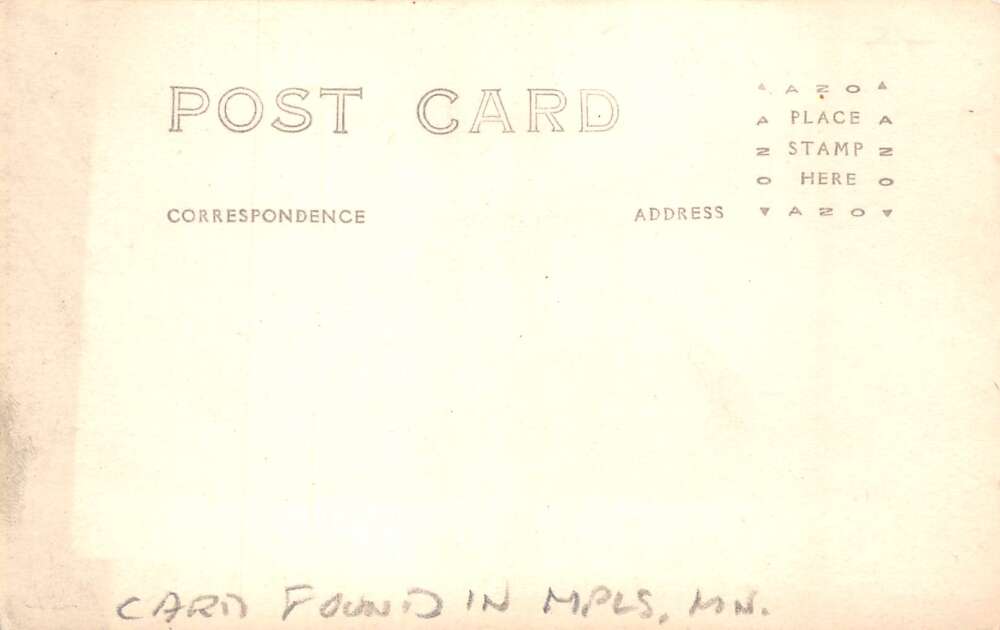 POST CARD
▲ A Z O ▲
A PLACE A
Z STAMP Z
O HERE O
▼ A Z O ▼
CORRESPONDENCE
ADDRESS
CARD FOUND IN MPLS, MN.